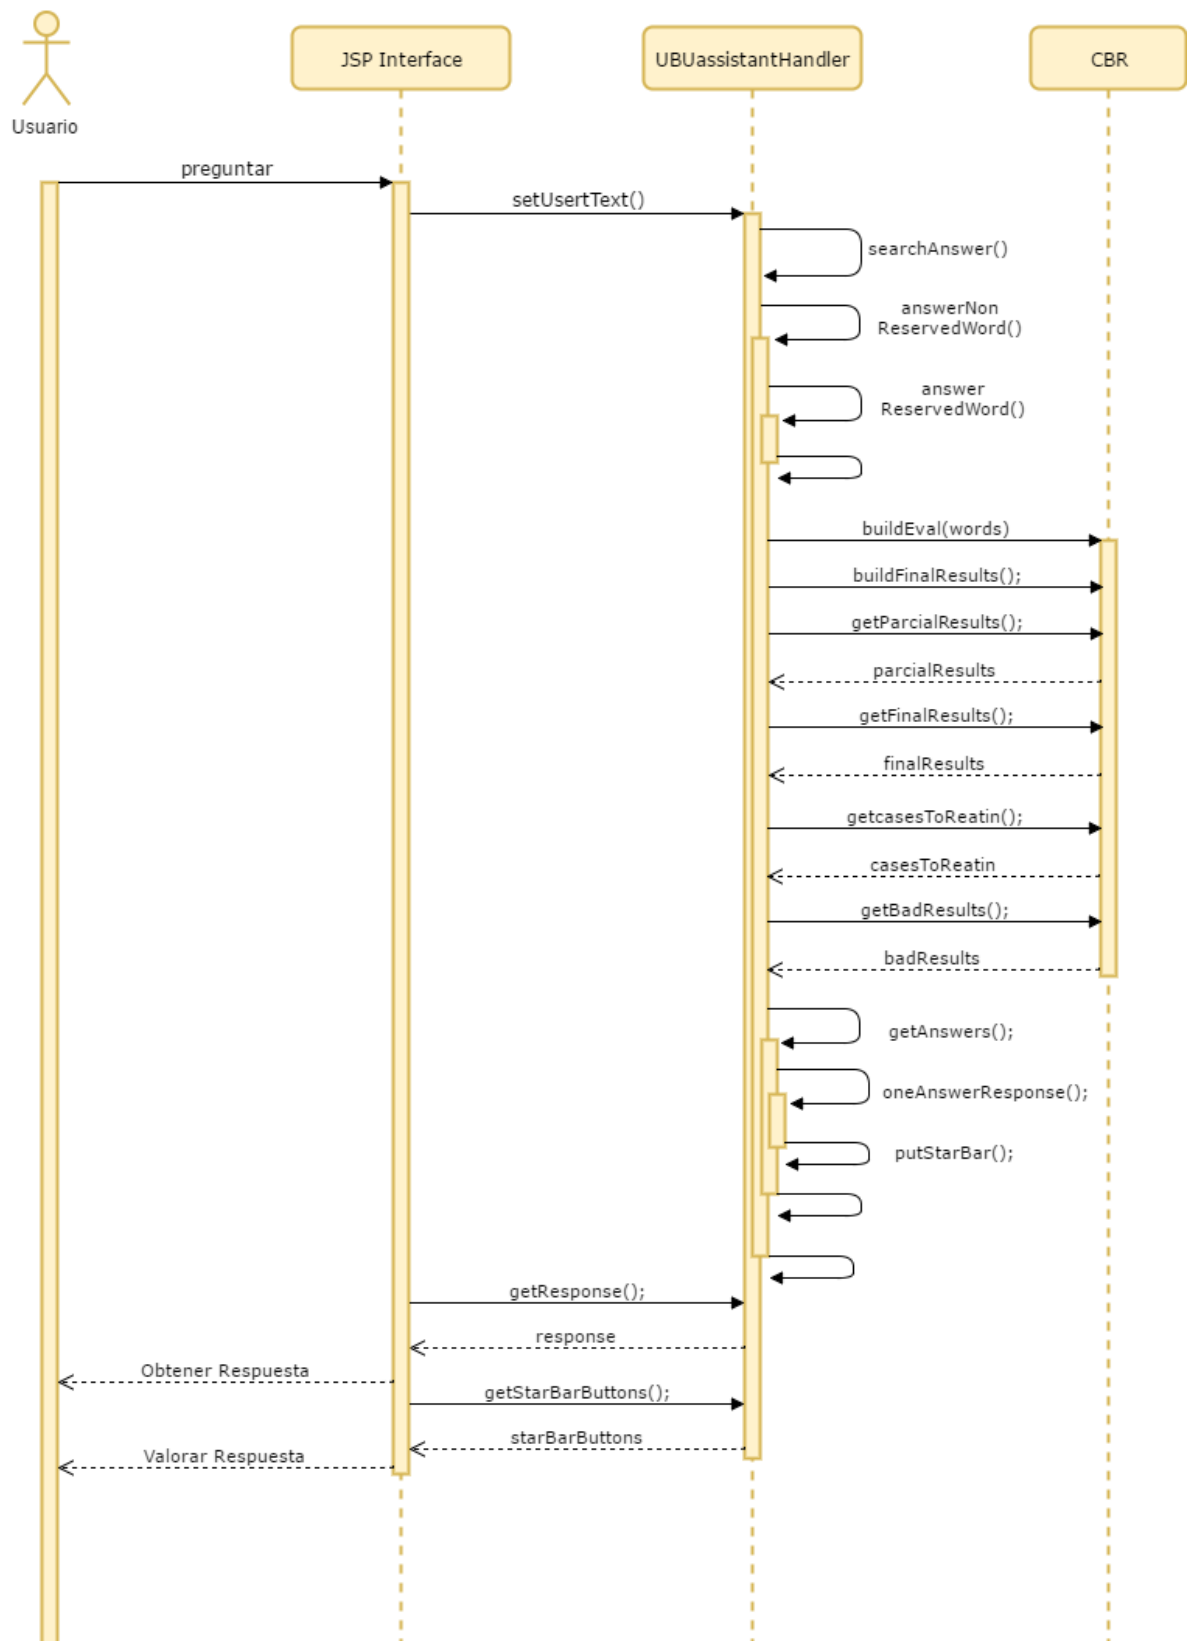 JSP Interface
UBUassistantHandler
CBR
Usuario
preguntar
setUsertText()
searchAnswer()
answerNon
ReservedWord()
answer
ReservedWord()
buildEval(words)
buildFinalResults();
getParcialResults();
parcialResults
getFinalResults();
finalResults
getcasesToReatin();
casesToReatin
getBadResults();
badResults
getAnswers();
oneAnswerResponse();
putStarBar();
getResponse();
response
Obtener Respuesta
getStarBarButtons();
starBarButtons
Valorar Respuesta